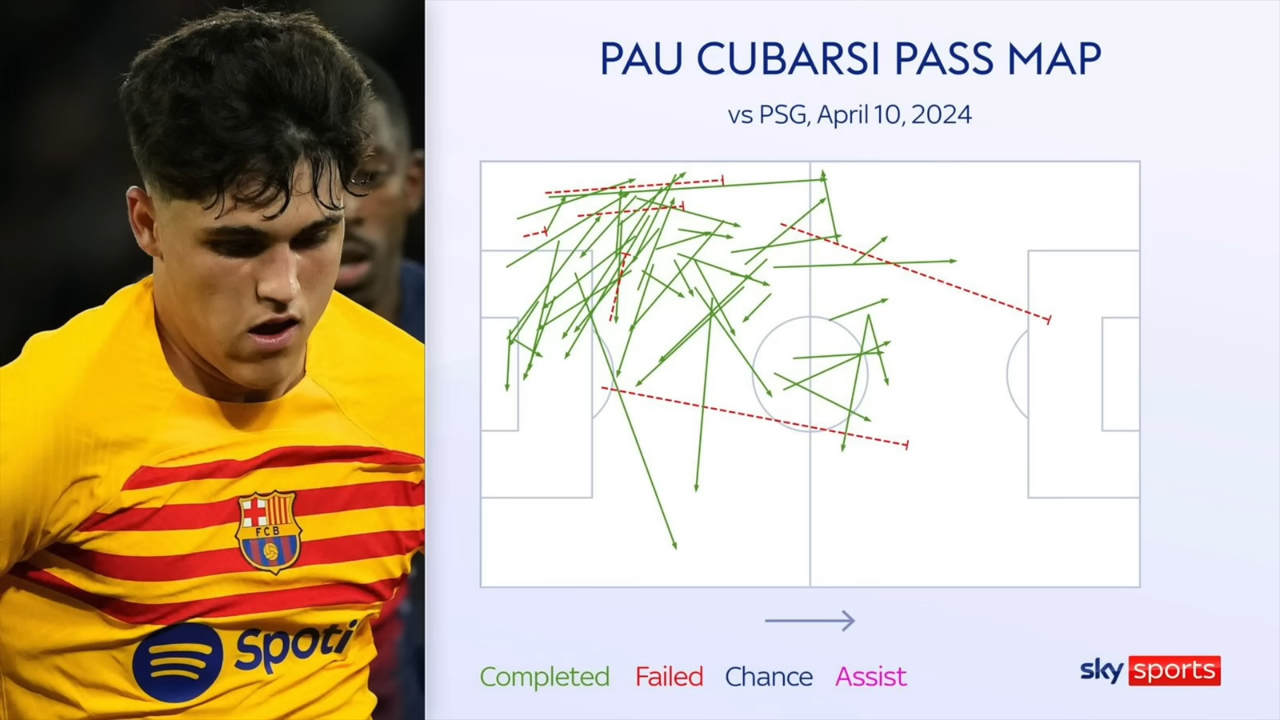 PAU CUBARSI PASS MAP
vs PSG, April 10, 2024
FCB
Spoti
Completed Failed Chance Assist
sky sports